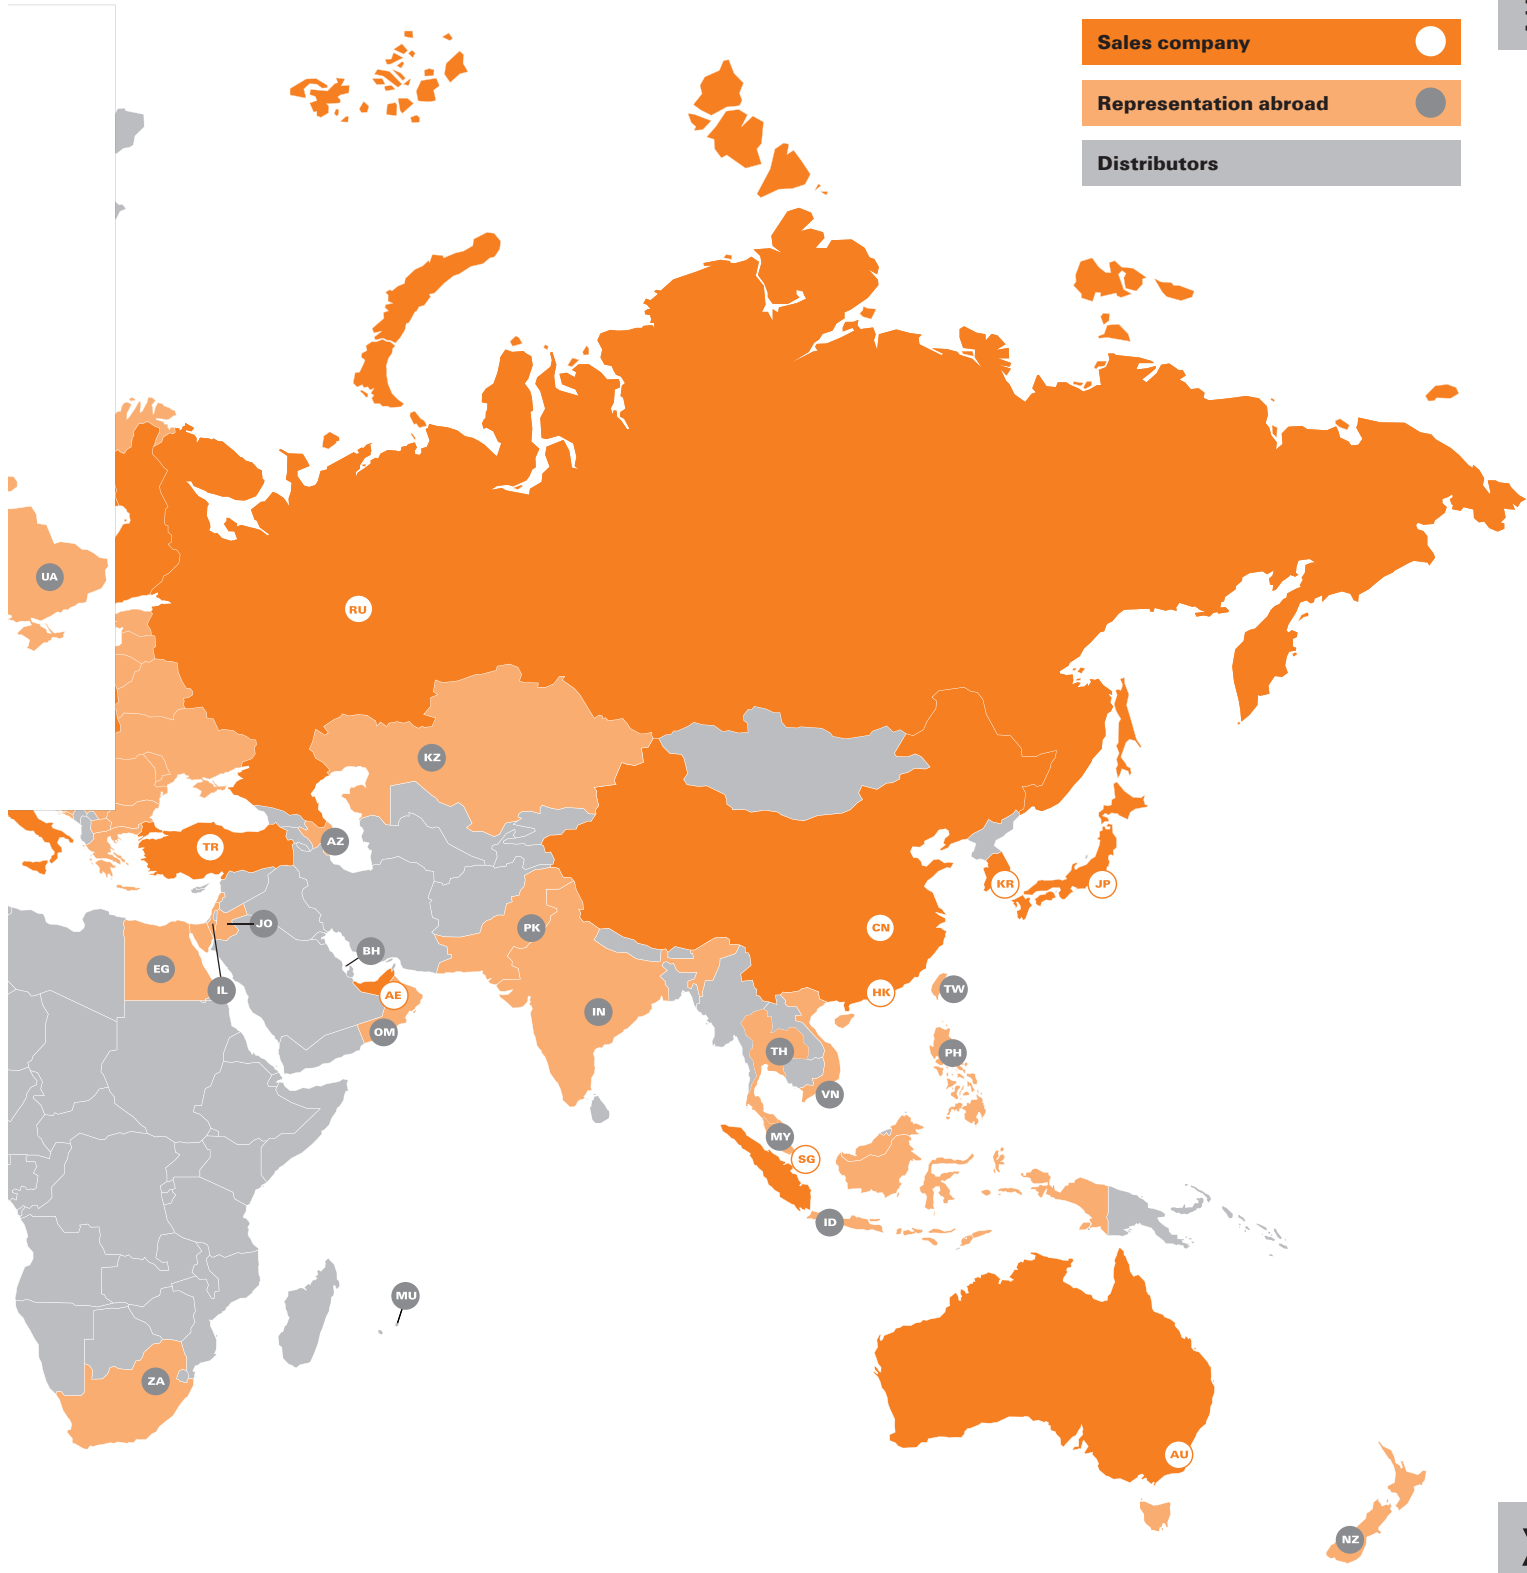 Sales company
Representation abroad
Distributors
UA
RU
KZ
AZ
TR
KR
JP
JO
PK
CN
BH
EG
IL
AE
HK
TW
IN
OM
TH
PH
VN
MY
SG
ID
MU
ZA
AU
NZ